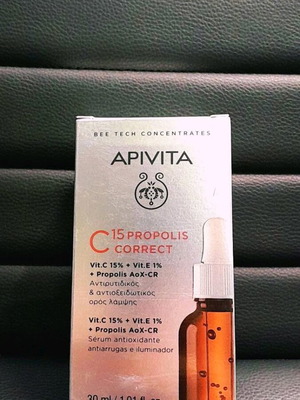 BEE TECH CONCENTRATES
APIVITA
C15 PROPOLIS
CORRECT
Vit.C 15% + Vit.E 1%
+ Propolis AoX-CR
Αντιρυτιδικός
& αντιοξειδωτικός
ορός λάμψης
Vit.C 15% + Vit.E 1%
+ Propolis AoX-CR
Sérum antioxidante
antiarrugas e iluminador
30 ml / 1.01 fl.oz